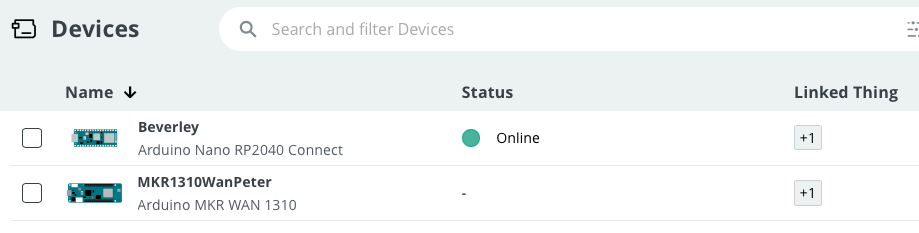 Devices
Search and filter Devices
Name Status Linked Thing
Beverley
Arduino Nano RP2040 Connect
Online
+1
MKR1310WanPeter
Arduino MKR WAN 1310
-
+1